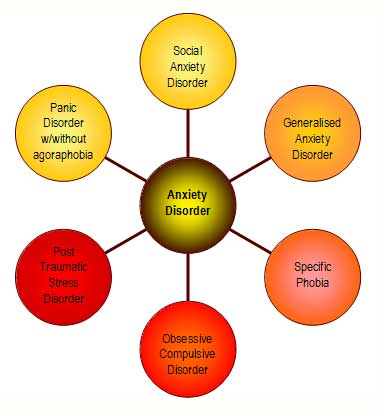 Social
Anxiety
Disorder
Panic
Disorder
w/without
agoraphobia
Generalised
Anxiety
Disorder
Anxiety
Disorder
Post
Traumatic
Stress
Disorder
Specific
Phobia
Obsessive
Compulsive
Disorder